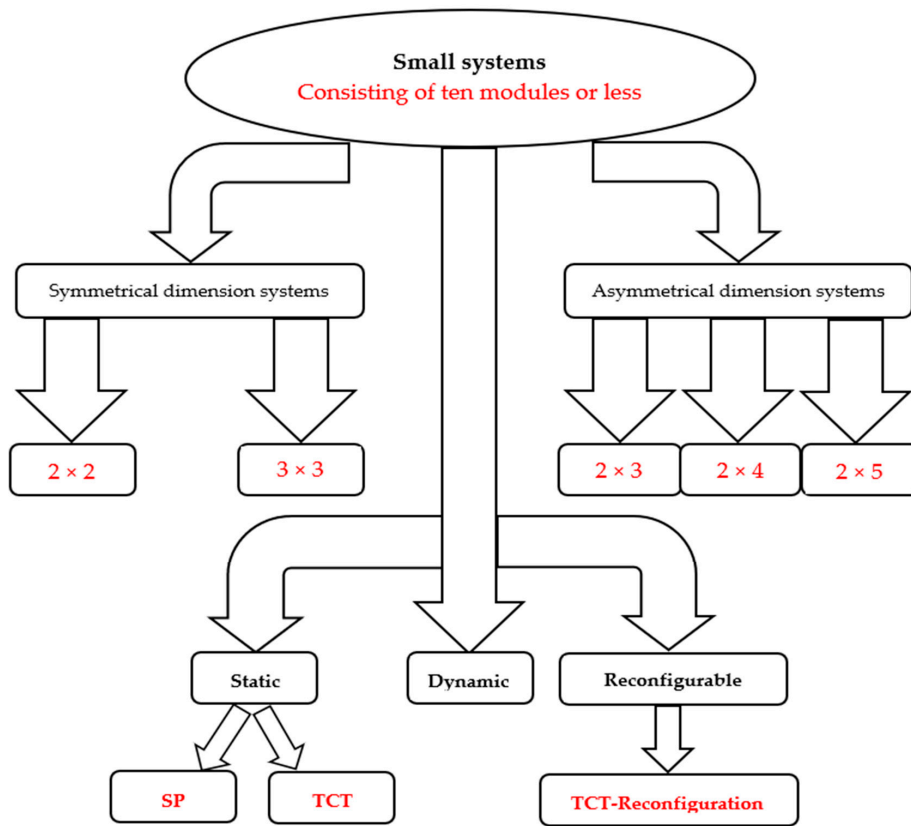 Small systems
Consisting of ten modules or less
Symmetrical dimension systems
Asymmetrical dimension systems
2 × 2
3 × 3
2 × 3
2 × 4
2 × 5
Static
Dynamic
Reconfigurable
SP
TCT
TCT-Reconfiguration